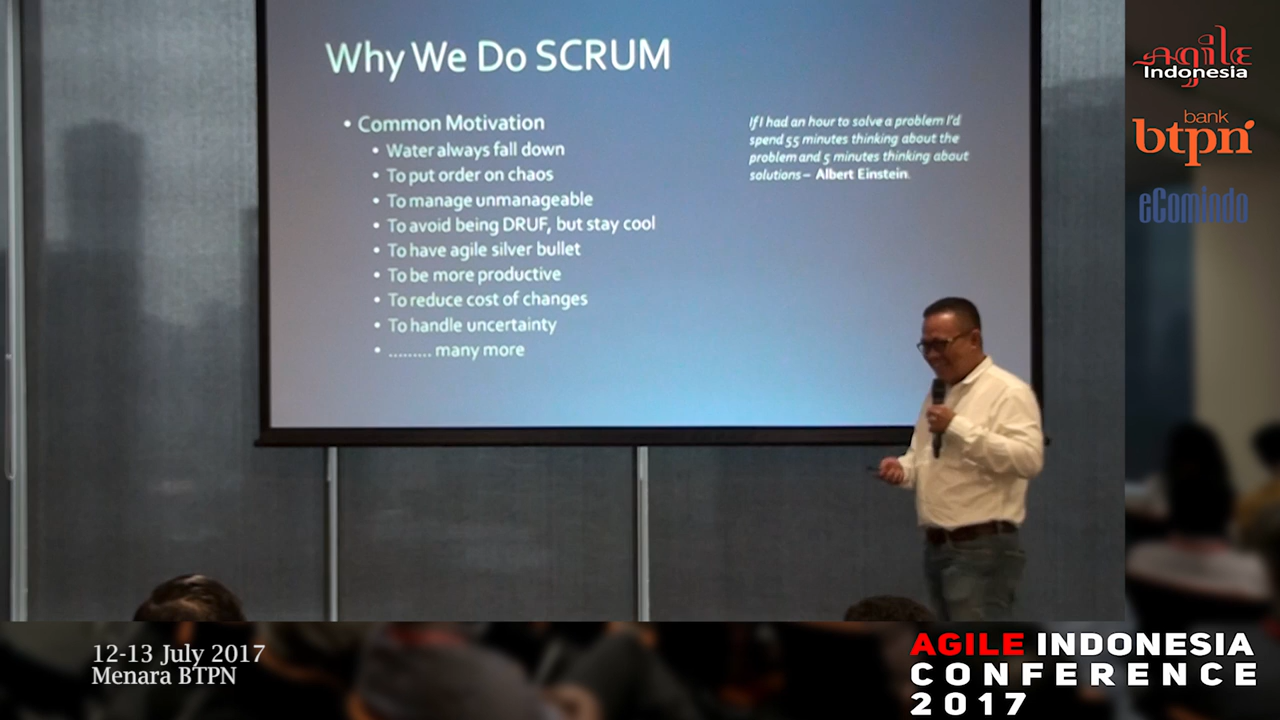 Why We Do SCRUM
• Common Motivation
• Water always fall down
• To put order on chaos
• To manage unmanageable
• To avoid being DRUF, but stay cool
• To have agile silver bullet
• To be more productive
• To reduce cost of changes
• To handle uncertainty
• ......... many more
If I had an hour to solve a problem I'd
spend 55 minutes thinking about the
problem and 5 minutes thinking about
solutions – Albert Einstein.
agile
Indonesia
bank
btpn
eComindo
12-13 July 2017
Menara BTPN
AGILE INDONESIA
CONFERENCE
2017